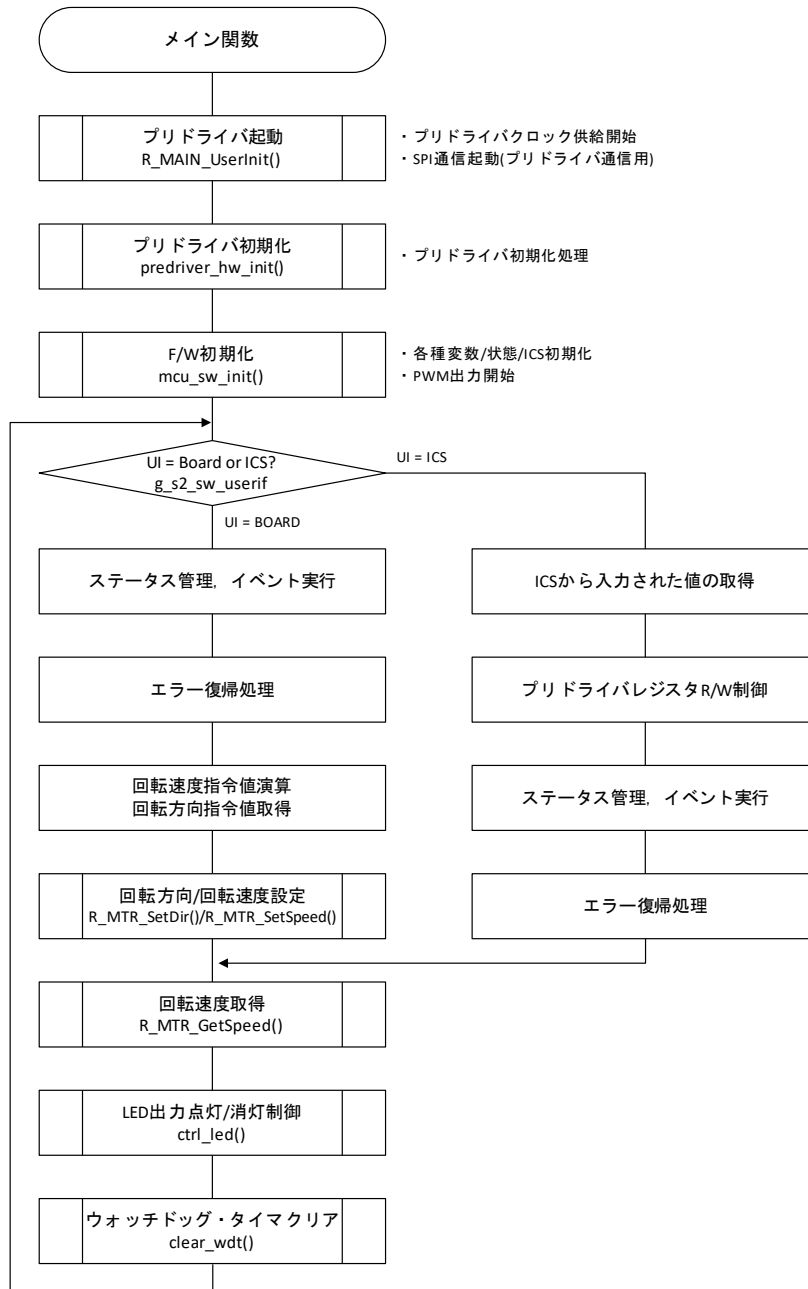 メイン関数
プリドライバ起動
R_MAIN_UserInit()
・プリドライバクロック供給開始
・SPI通信起動(プリドライバ通信用)
プリドライバ初期化
predriver_hw_init()
・プリドライバ初期化処理
F/W初期化
mcu_sw_init()
・各種変数/状態/ICS初期化
・PWM出力開始
UI = Board or ICS?
g_s2_sw_userif
UI = ICS
UI = BOARD
ステータス管理，イベント実行
エラー復帰処理
回転速度指令値演算
回転方向指令値取得
回転方向/回転速度設定
R_MTR_SetDir()/R_MTR_SetSpeed()
ICSから入力された値の取得
プリドライバレジスタR/W制御
ステータス管理，イベント実行
エラー復帰処理
回転速度取得
R_MTR_GetSpeed()
LED出力点灯/消灯制御
ctrl_led()
ウォッチドッグ・タイマクリア
clear_wdt()